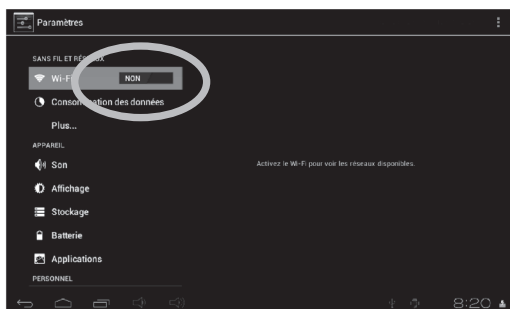 Paramètres
SANS FIL ET RÉSEAUX
Wi-Fi NON
Consommation des données
Plus...
Activez le Wi-Fi pour voir les réseaux disponibles.
APPAREIL
Son
Affichage
Stockage
Batterie
Applications
PERSONNEL
8:20